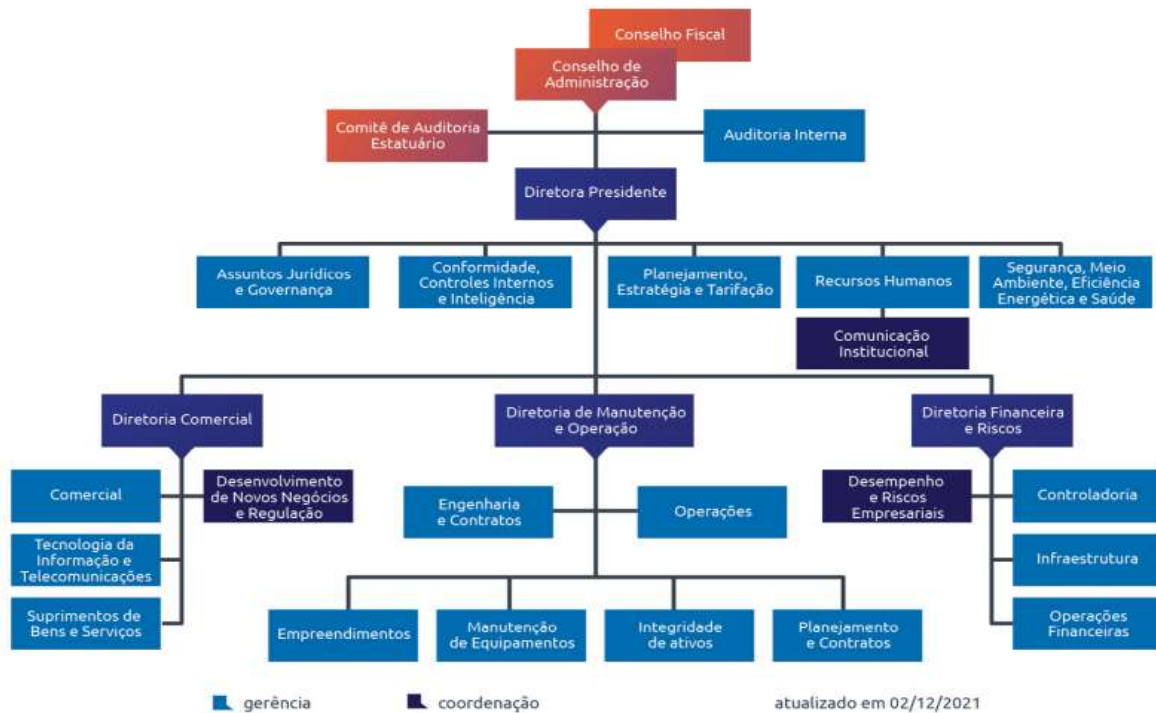 Conselho Fiscal
Conselho de
Administração
Comitê de Auditoria
Estatuário
Auditoria Interna
Diretora Presidente
Assuntos Jurídicos
e Governança
Conformidade,
Controles Internos
e Inteligência
Planejamento,
Estratégia e Tarifação
Recursos Humanos
Segurança, Meio
Ambiente, Eficiência
Energética e Saúde
Comunicação
Institucional
Diretoria Comercial
Diretoria de Manutenção
e Operação
Diretoria Financeira
e Riscos
Comercial
Desenvolvimento
de Novos Negócios
e Regulação
Tecnologia da
Informação e
Telecomunicações
Suprimentos de
Bens e Serviços
Engenharia
e Contratos
Operações
Empreendimentos
Manutenção
de Equipamentos
Integridade
de ativos
Planejamento
e Contratos
Desempenho
e Riscos
Empresariais
Controladoria
Infraestrutura
Operações
Financeiras
gerência
coordenação
atualizado em 02/12/2021